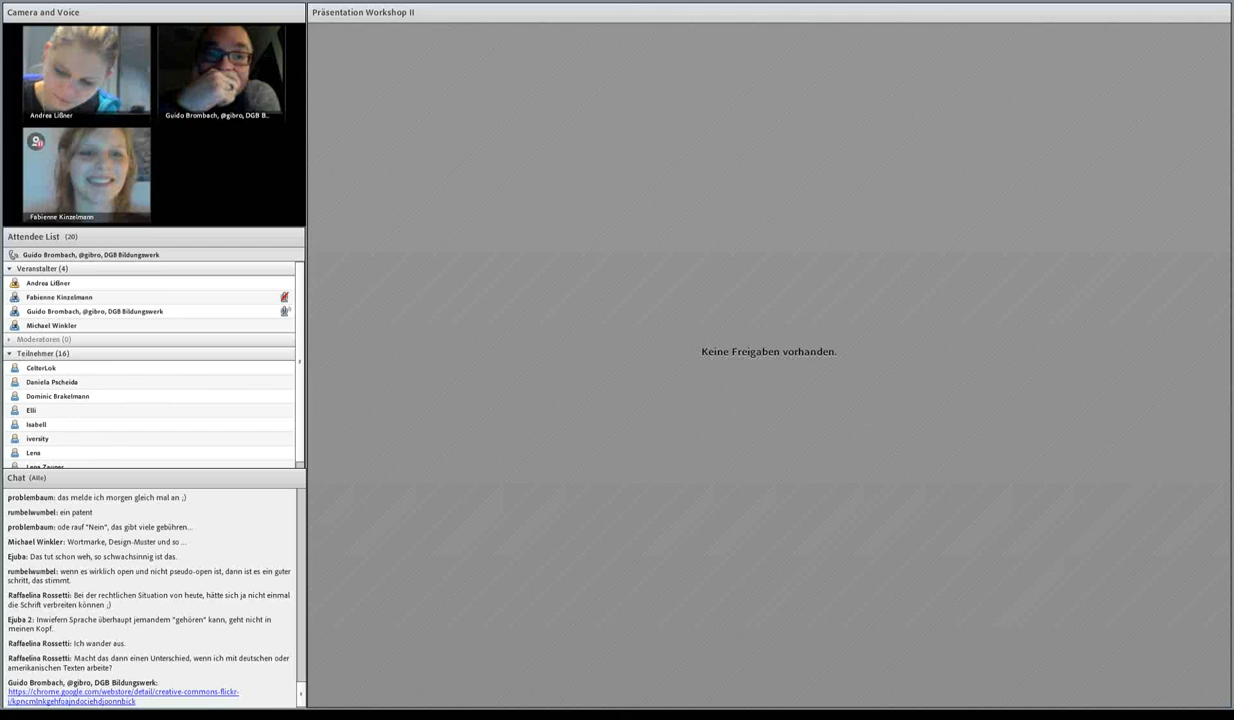 Camera and Voice
Andrea Lißner
Guido Brombach, @gibro, DGB B..
Fabienne Kinzelmann
Attendee List (20)
Guido Brombach, @gibro, DGB Bildungswerk
Veranstalter (4)
Andrea Lißner
Fabienne Kinzelmann
Guido Brombach, @gibro, DGB Bildungswerk
Michael Winkler
Moderatoren (0)
Teilnehmer (16)
CelterLok
Daniela Pscheida
Dominic Brakelmann
Elli
Isabell
iversity
Lena
Lena Zauner
Chat (Alle)
problembaum: das melde ich morgen gleich mal an ;)
rumbelwumbel: ein patent
problembaum: ode rauf "Nein", das gibt viele gebühren...
Michael Winkler: Wortmarke, Design-Muster und so ...
Ejuba: Das tut schon weh, so schwachsinnig ist das.
rumbelwumbel: wenn es wirklich open und nicht pseudo-open ist, dann ist es ein guter
schritt, das stimmt.
Raffaelina Rossetti: Bei der rechtlichen Situation von heute, hätte sich ja nicht einmal
die Schrift verbreiten können ;)
Ejuba 2: Inwiefern Sprache überhaupt jemandem "gehören" kann, geht nicht in
meinen Kopf.
Raffaelina Rossetti: Ich wander aus.
Raffaelina Rossetti: Macht das dann einen Unterschied, wenn ich mit deutschen oder
amerikanischen Texten arbeite?
Guido Brombach, @gibro, DGB Bildungswerk:
https://chrome.google.com/webstore/detail/creative-commons-flickr-
i/kpncmlnkgehfoajndociehdjoonnbick
Präsentation Workshop II
Keine Freigaben vorhanden.